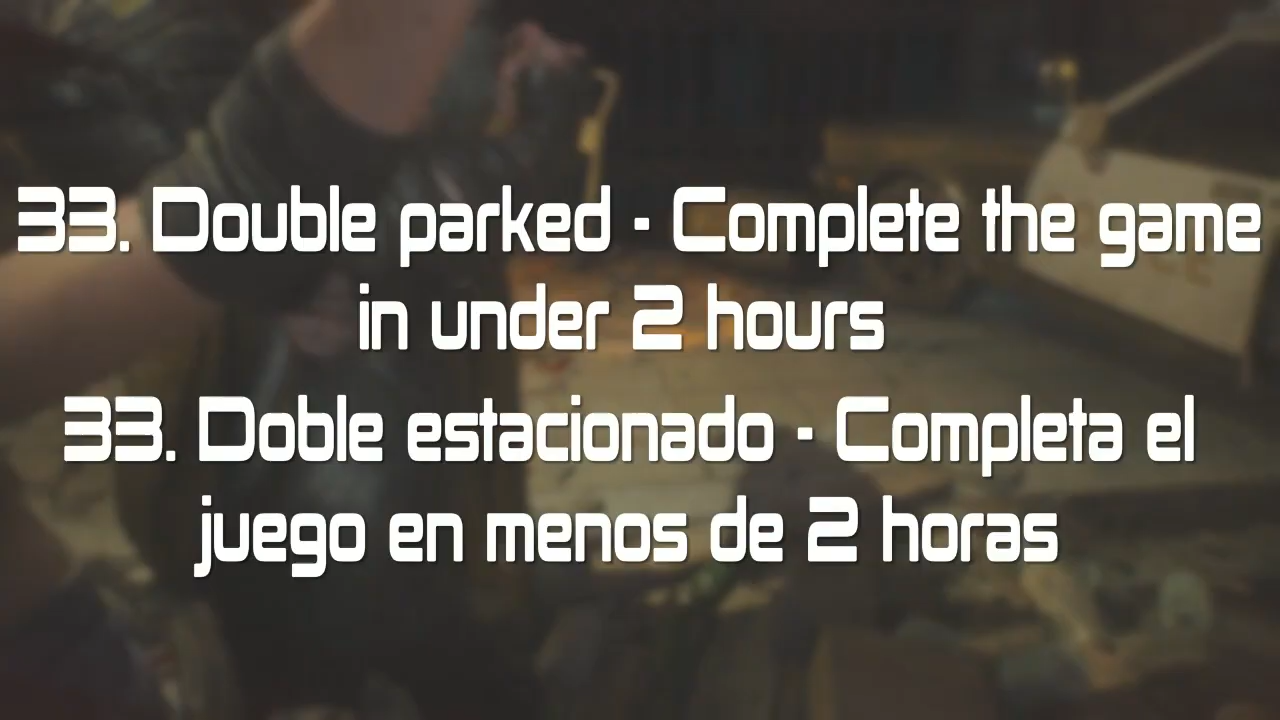 33. Double parked - Complete the game
in under 2 hours
33. Doble estacionado - Completa el
juego en menos de 2 horas